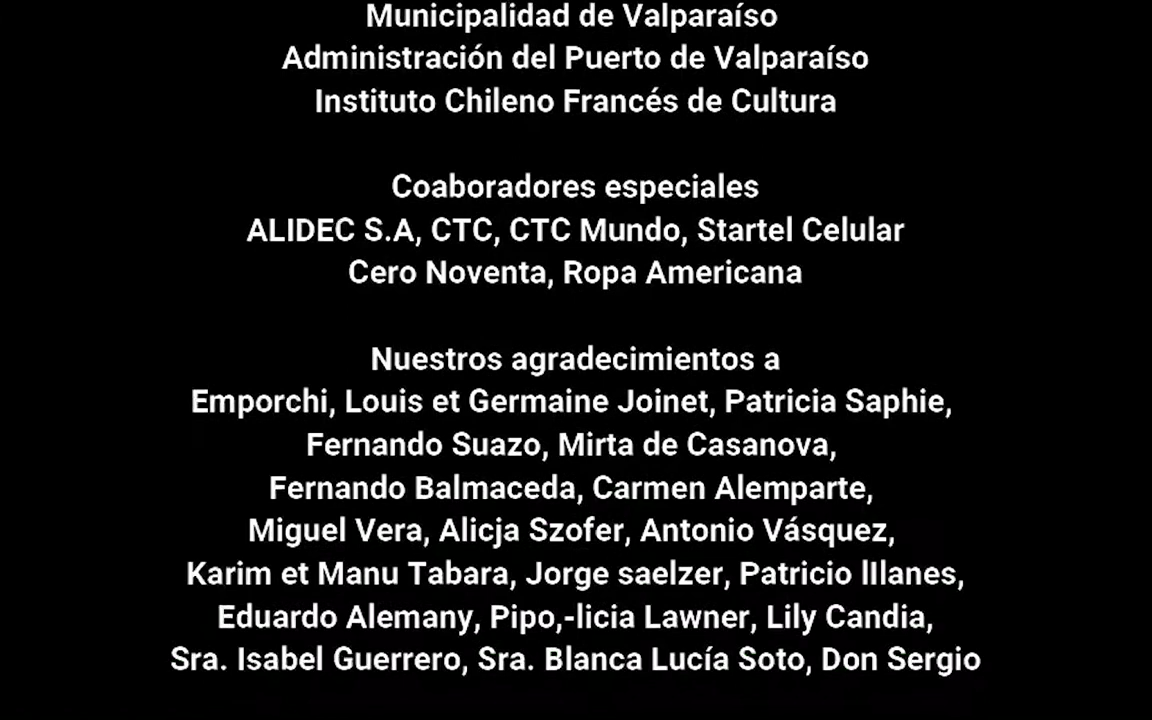 Municipalidad de Valparaíso
Administración del Puerto de Valparaíso
Instituto Chileno Francés de Cultura
Coaboradores especiales
ALIDEC S.A, CTC, CTC Mundo, Startel Celular
Cero Noventa, Ropa Americana
Nuestros agradecimientos a
Emporchi, Louis et Germaine Joinet, Patricia Saphie,
Fernando Suazo, Mirta de Casanova,
Fernando Balmaceda, Carmen Alemparte,
Miguel Vera, Alicja Szofer, Antonio Vásquez,
Karim et Manu Tabara, Jorge saelzer, Patricio lIlanes,
Eduardo Alemany, Pipo,-licia Lawner, Lily Candia,
Sra. Isabel Guerrero, Sra. Blanca Lucía Soto, Don Sergio